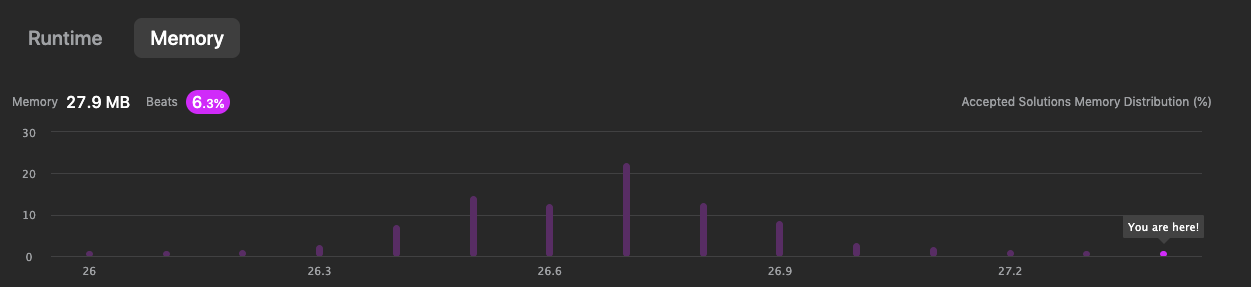 Runtime Memory
Memory 27.9 MB Beats 6.3% Accepted Solutions Memory Distribution (%)
30
20
10
You are here!
0
26 26.3 26.6 26.9 27.2